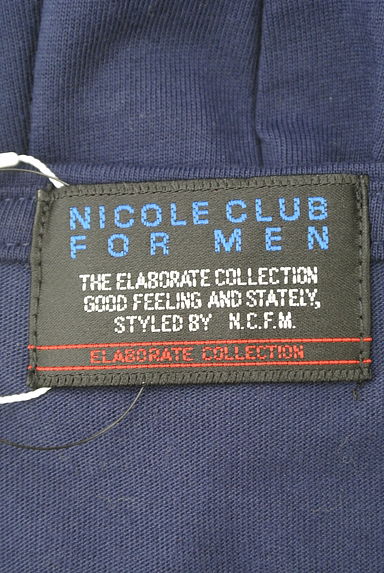 NICOLE CLUB
FOR MEN
THE ELABORATE COLLECTION
GOOD FEELING AND STATELY,
STYLED BY N.C.F.M.
ELABORATE COLLECTION